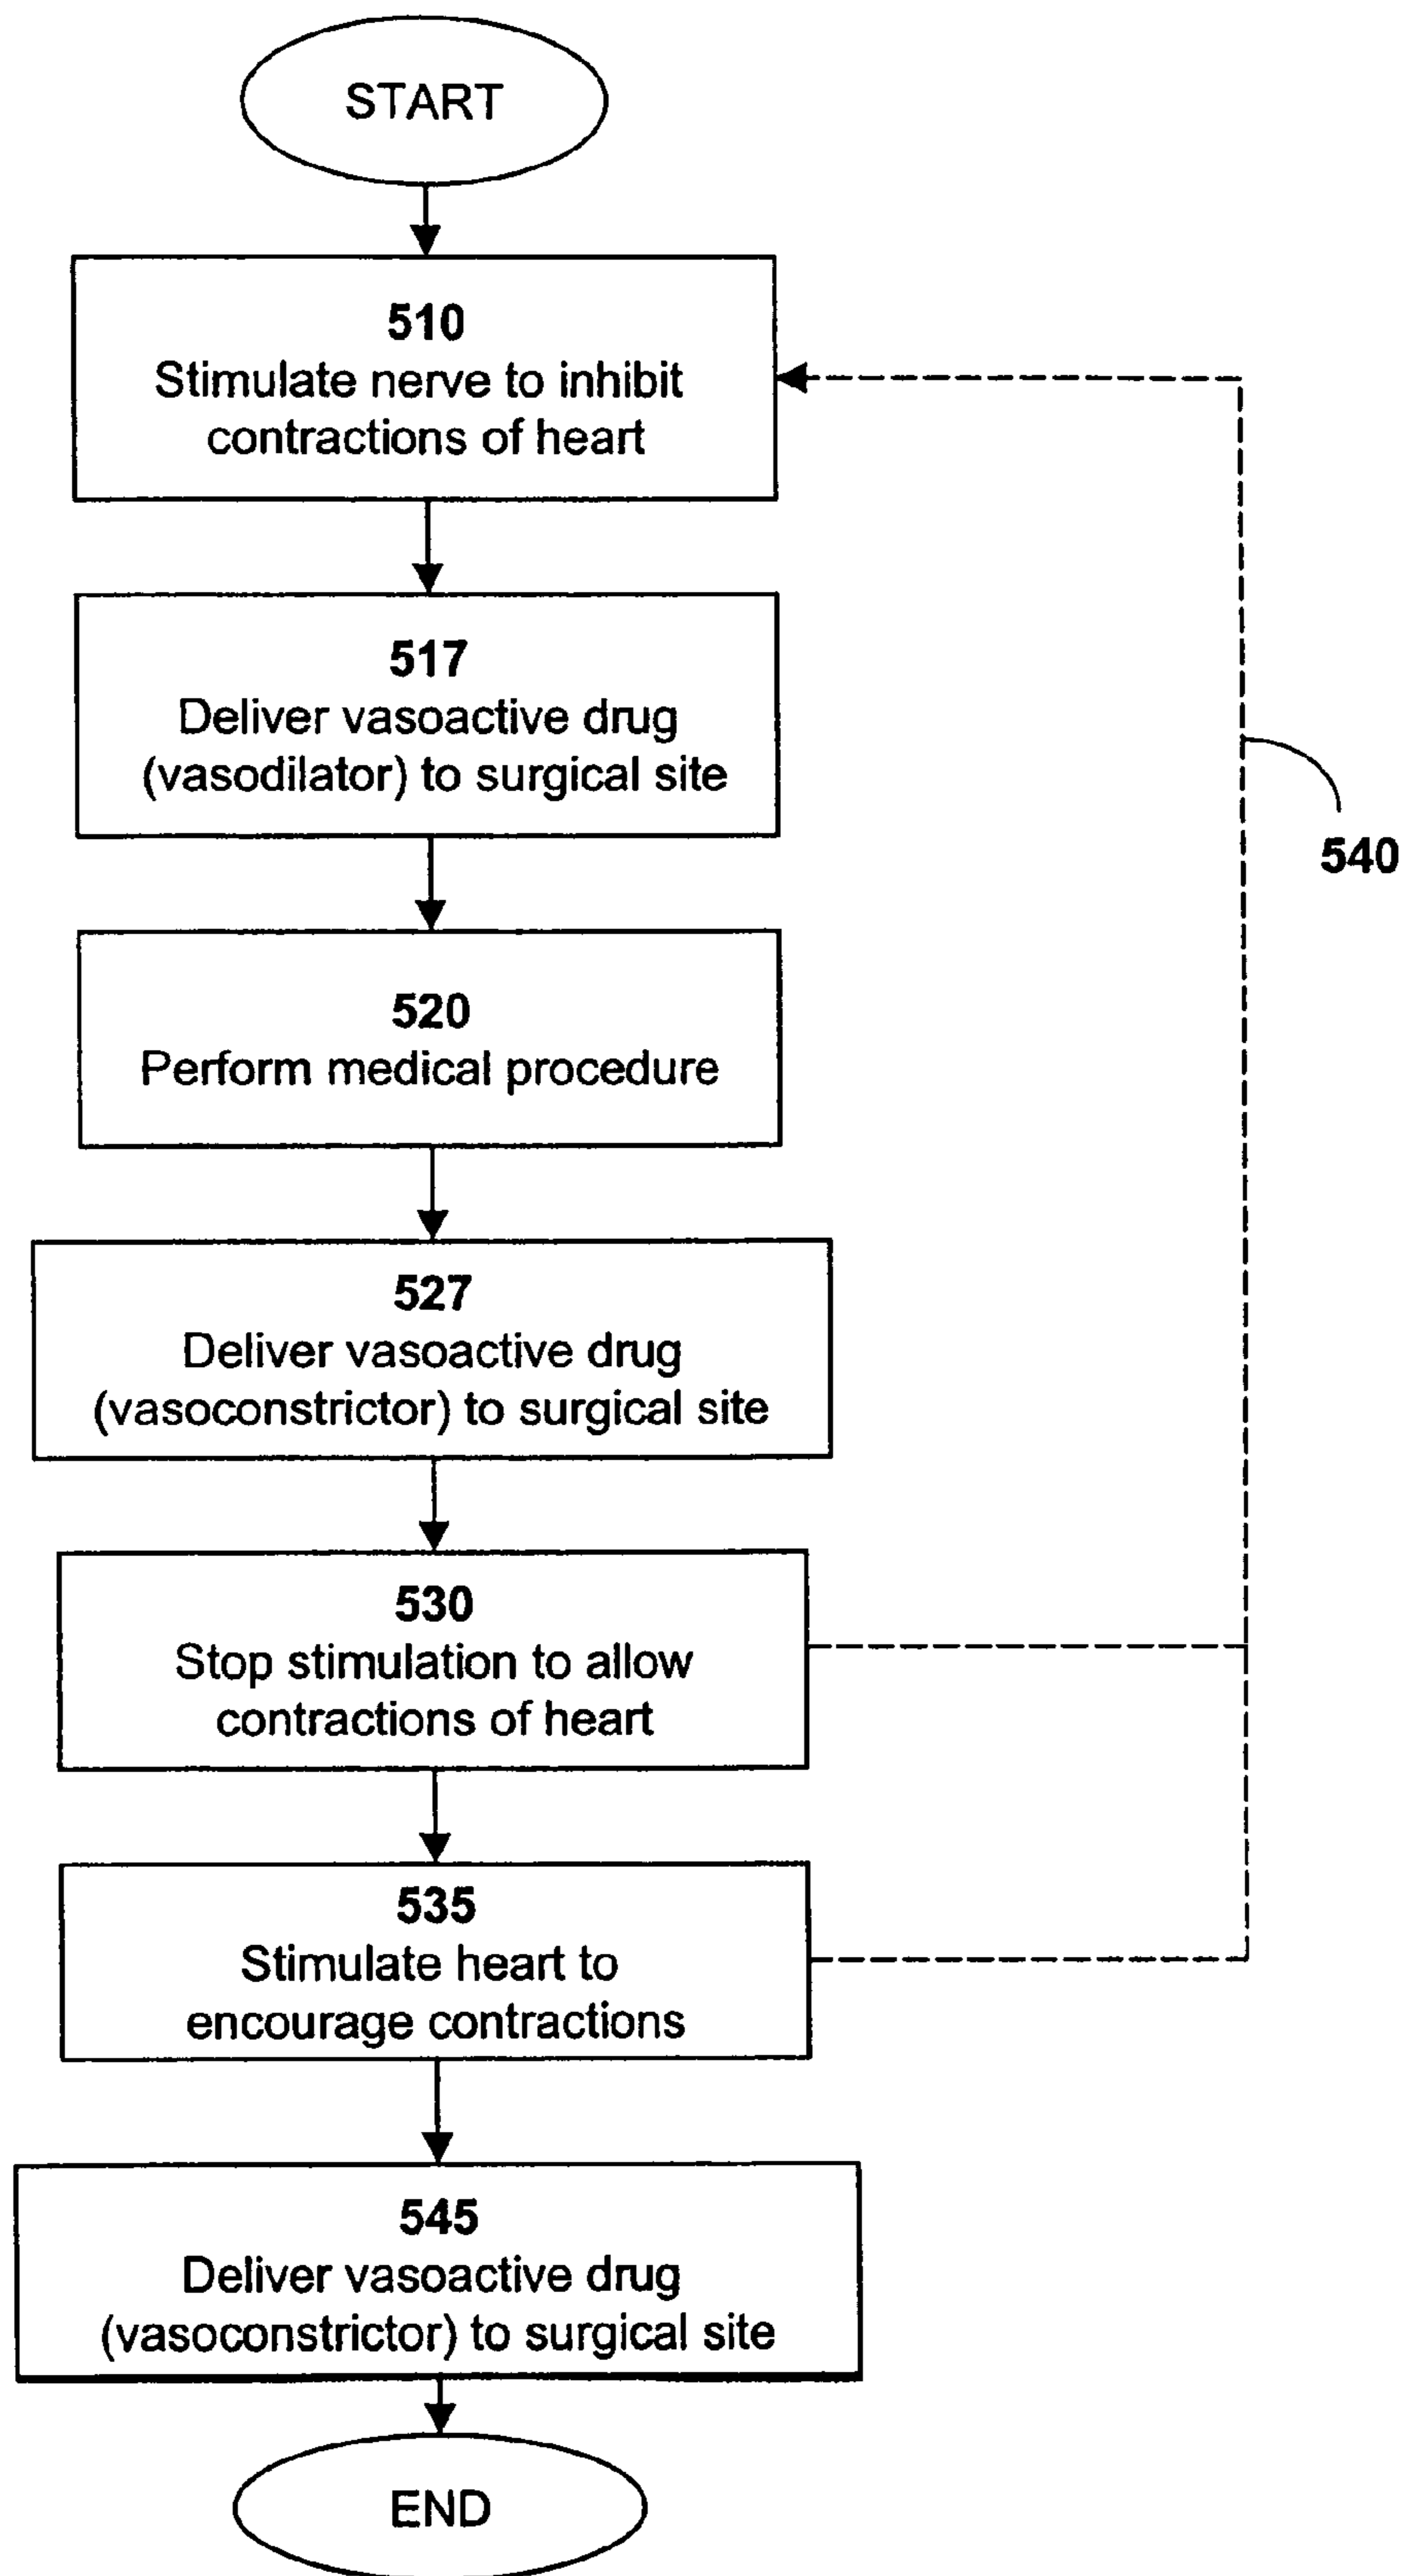 START
510
Stimulate nerve to inhibit
contractions of heart
517
Deliver vasoactive drug
(vasodilator) to surgical site
540
520
Perform medical procedure
527
Deliver vasoactive drug
(vasoconstrictor) to surgical site
530
Stop stimulation to allow
contractions of heart
535
Stimulate heart to
encourage contractions
545
Deliver vasoactive drug
(vasoconstrictor) to surgical site
END